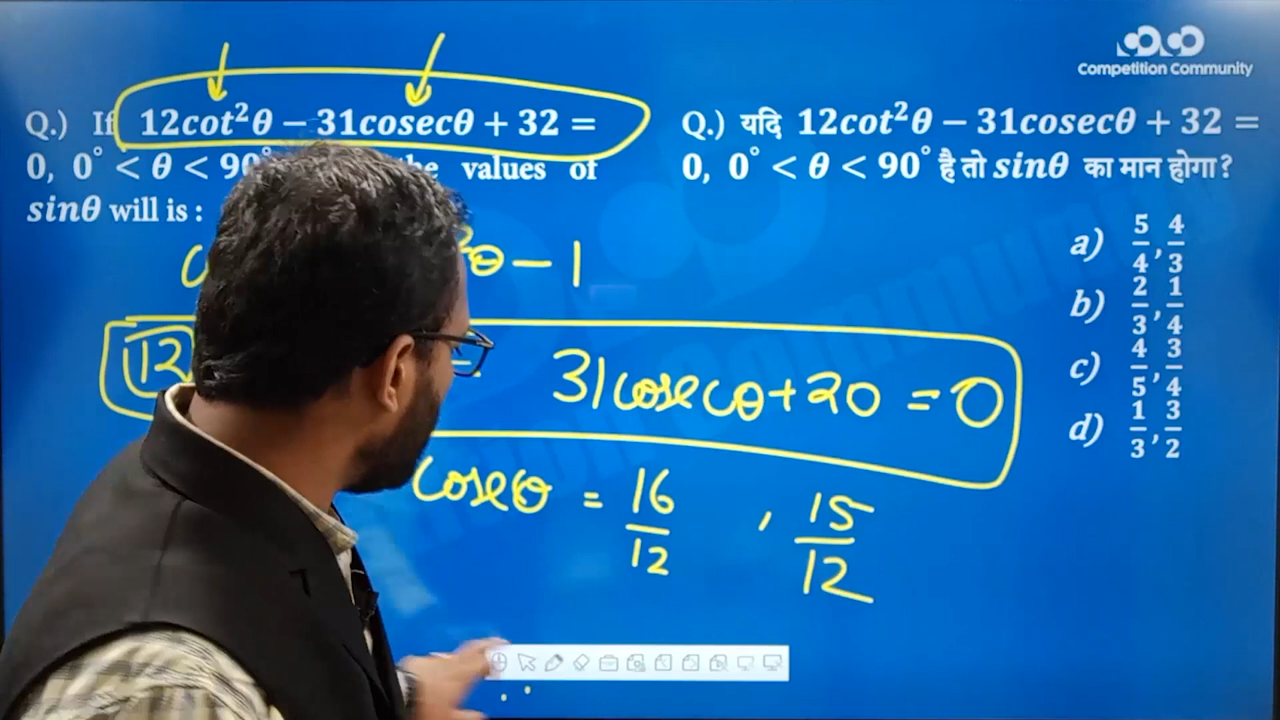 Competition Community
Q.) If 12cot²θ − 31cosecθ + 32 =
0, 0° < θ < 90° the values of
sinθ will is :
Q.) यदि 12cot²θ − 31cosecθ + 32 =
0, 0° < θ < 90° है तो sinθ का मान होगा?
a) 5/4, 4/3
b) 2/3, 1/4
c) 4/5, 3/4
d) 1/3, 3/2
²θ − 1
12 31cosecθ + 20 = 0
cosecθ = 16/12 , 15/12